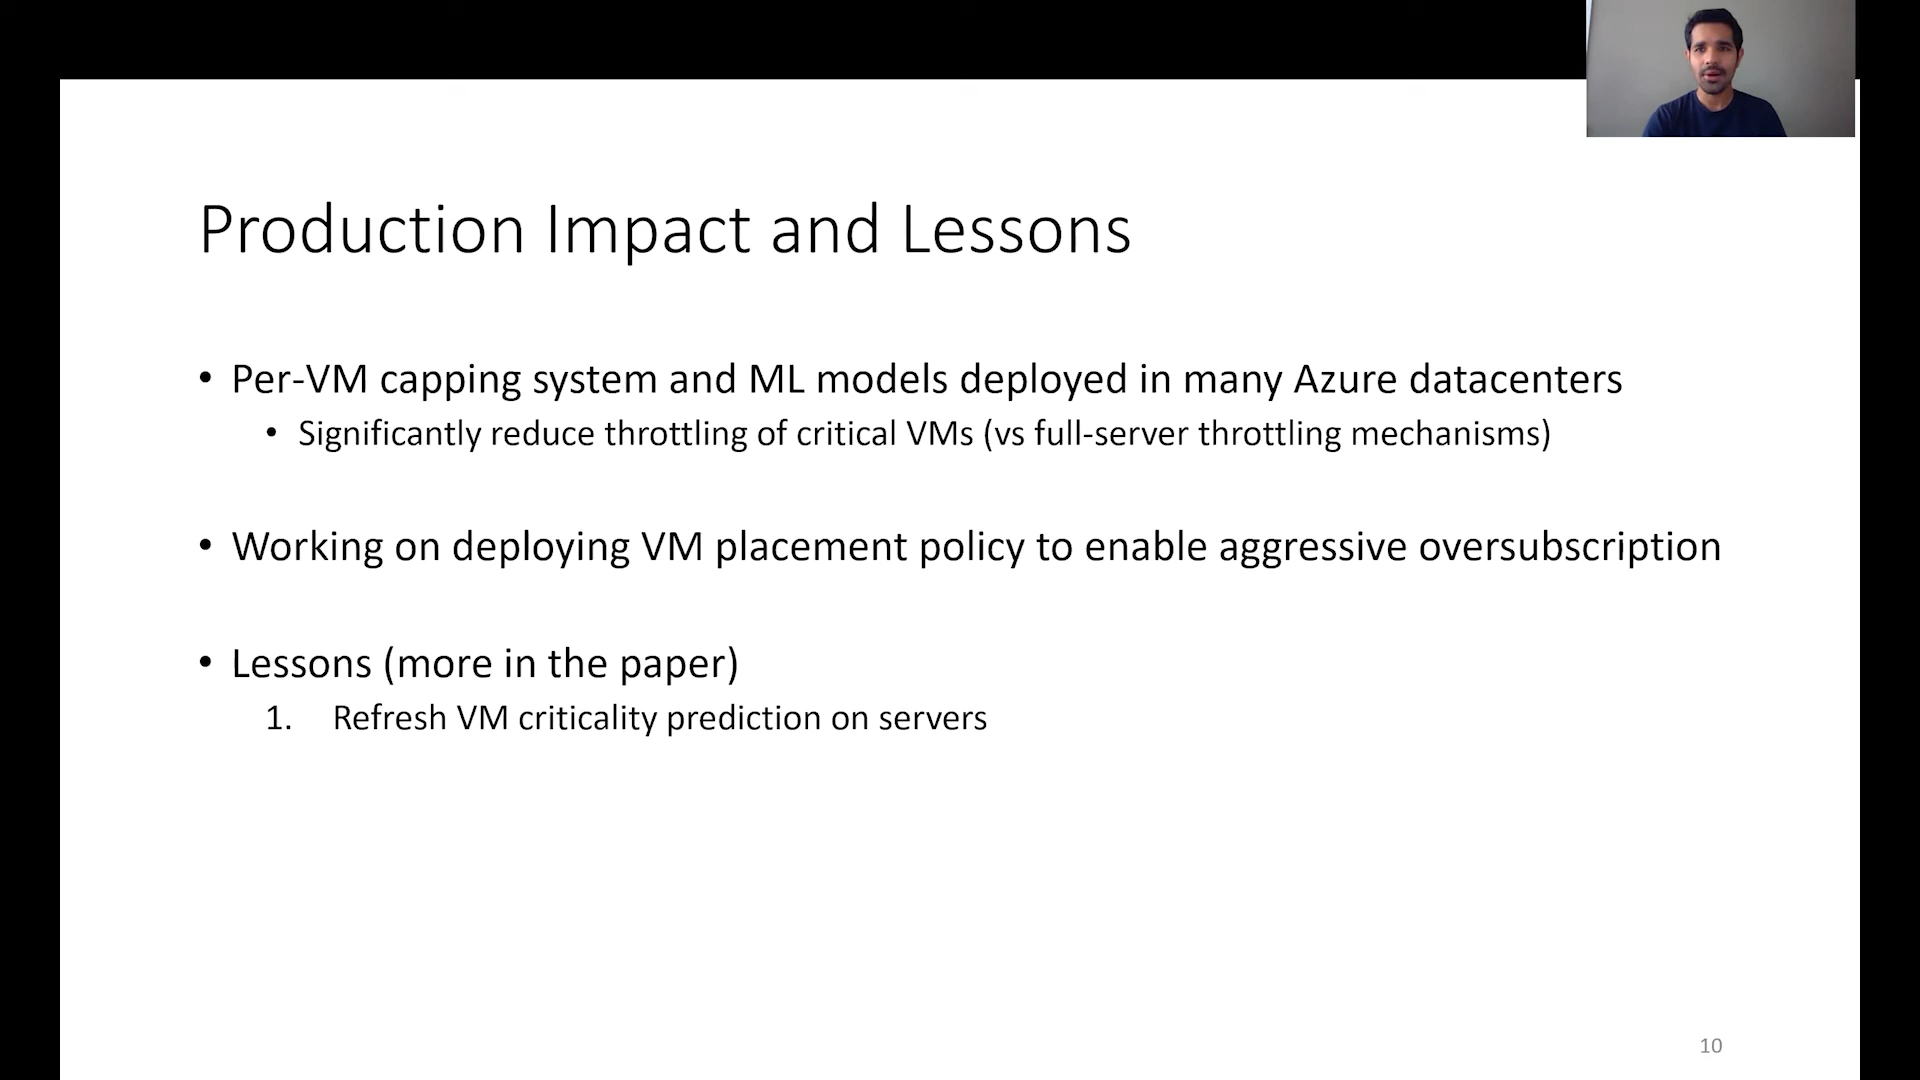 Production Impact and Lessons
• Per-VM capping system and ML models deployed in many Azure datacenters
• Significantly reduce throttling of critical VMs (vs full-server throttling mechanisms)
• Working on deploying VM placement policy to enable aggressive oversubscription
• Lessons (more in the paper)
1. Refresh VM criticality prediction on servers
10